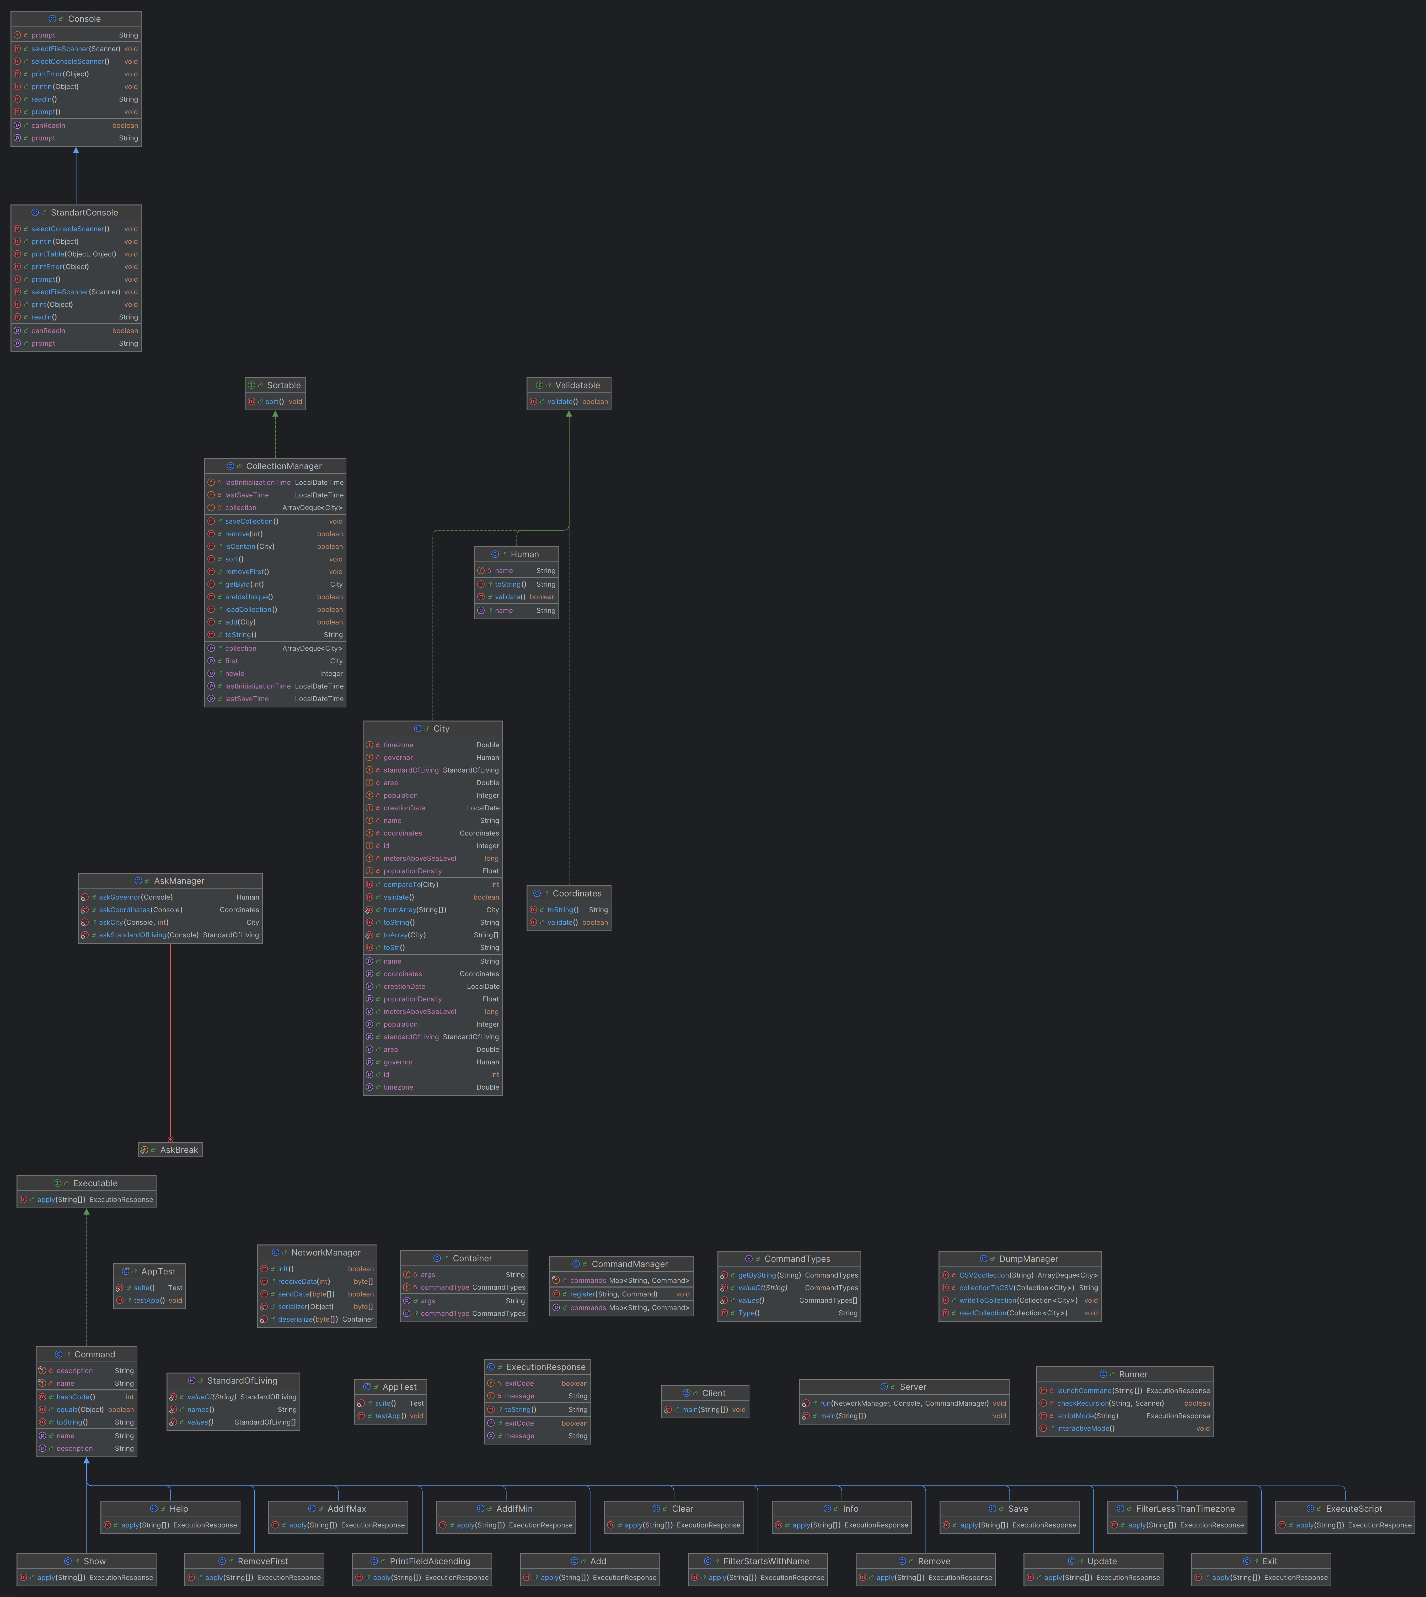 Console
prompt String
selectFileScanner(Scanner) void
selectConsoleScanner() void
printError(Object) void
println(Object) void
readln() String
prompt() void
canReadln boolean
prompt String
StandartConsole
selectConsoleScanner() void
println(Object) void
printTable(Object, Object) void
printError(Object) void
prompt() void
selectFileScanner(Scanner) void
print(Object) void
readln() String
canReadln boolean
prompt String
Sortable
sort() void
Validatable
validate() boolean
CollectionManager
lastInitializationTime LocalDateTime
lastSaveTime LocalDateTime
collection ArrayDeque<City>
saveCollection() void
remove(int) boolean
isContain(City) boolean
sort() void
removeFirst() void
getById(int) City
areIdsUnique() boolean
loadCollection() boolean
add(City) boolean
toString() String
collection ArrayDeque<City>
first City
newId Integer
lastInitializationTime LocalDateTime
lastSaveTime LocalDateTime
Human
name String
toString() String
validate() boolean
name String
City
timezone Double
governor Human
standardOfLiving StandardOfLiving
area Double
population Integer
creationDate LocalDate
name String
coordinates Coordinates
id Integer
metersAboveSeaLevel long
populationDensity Float
compareTo(City) int
validate() boolean
fromArray(String[]) City
toString() String
toArray(City) String[]
toStr() String
name String
coordinates Coordinates
creationDate LocalDate
populationDensity Float
metersAboveSeaLevel long
population Integer
standardOfLiving StandardOfLiving
area Double
governor Human
id int
timezone Double
AskManager
askGovernor(Console) Human
askCoordinates(Console) Coordinates
askCity(Console, int) City
askStandardOfLiving(Console) StandardOfLiving
Coordinates
toString() String
validate() boolean
AskBreak
Executable
apply(String[]) ExecutionResponse
AppTest
suite() Test
testApp() void
NetworkManager
init() boolean
receiveData(int) byte[]
sendData(byte[]) boolean
serializer(Object) byte[]
deserialize(byte[]) Container
Container
args String
commandType CommandTypes
args String
commandType CommandTypes
CommandManager
commands Map<String, Command>
register(String, Command) void
commands Map<String, Command>
CommandTypes
getByString(String) CommandTypes
valueOf(String) CommandTypes
values() CommandTypes[]
Type() String
DumpManager
CSV2collection(String) ArrayDeque<City>
collectionToCSV(Collection<City>) String
writeToCollection(Collection<City>) void
readCollection(Collection<City>) void
Command
description String
name String
hashCode() int
equals(Object) boolean
toString() String
name String
description String
StandardOfLiving
valueOf(String) StandardOfLiving
names() String
values() StandardOfLiving[]
AppTest
suite() Test
testApp() void
ExecutionResponse
exitCode boolean
message String
toString() String
exitCode boolean
message String
Client
main(String[]) void
Server
run(NetworkManager, Console, CommandManager) void
main(String[]) void
Runner
launchCommand(String[]) ExecutionResponse
checkRecursion(String, Scanner) boolean
scriptMode(String) ExecutionResponse
interactiveMode() void
Help
apply(String[]) ExecutionResponse
AddIfMax
apply(String[]) ExecutionResponse
AddIfMin
apply(String[]) ExecutionResponse
Clear
apply(String[]) ExecutionResponse
Info
apply(String[]) ExecutionResponse
Save
apply(String[]) ExecutionResponse
FilterLessThanTimezone
apply(String[]) ExecutionResponse
ExecuteScript
apply(String[]) ExecutionResponse
Show
apply(String[]) ExecutionResponse
RemoveFirst
apply(String[]) ExecutionResponse
PrintFieldAscending
apply(String[]) ExecutionResponse
Add
apply(String[]) ExecutionResponse
FilterStartsWithName
apply(String[]) ExecutionResponse
Remove
apply(String[]) ExecutionResponse
Update
apply(String[]) ExecutionResponse
Exit
apply(String[]) ExecutionResponse